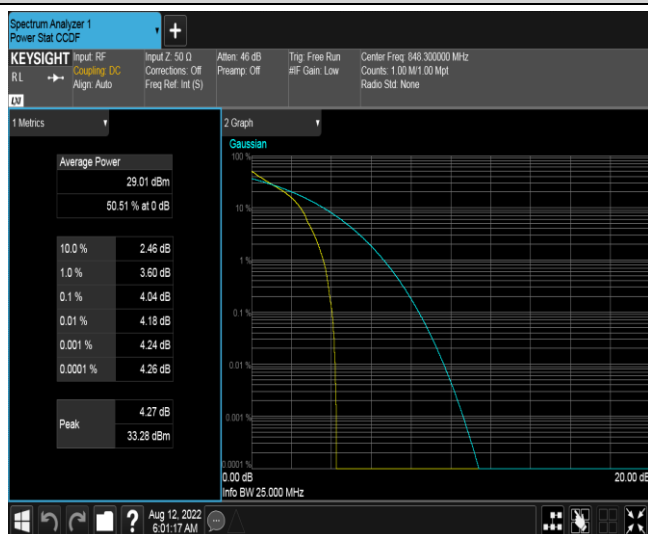 Spectrum Analyzer 1
Power Stat CCDF
KEYSIGHT
RL
LXI
Input: RF
Coupling: DC
Align: Auto
Input Z: 50 Ω
Corrections: Off
Freq Ref: Int (S)
Atten: 46 dB
Preamp: Off
Trig: Free Run
#IF Gain: Low
Center Freq: 848.300000 MHz
Counts: 1.00 M/1.00 Mpt
Radio Std: None
1 Metrics
Average Power
29.01 dBm
50.51 % at 0 dB
10.0 % 2.46 dB
1.0 % 3.60 dB
0.1 % 4.04 dB
0.01 % 4.18 dB
0.001 % 4.24 dB
0.0001 % 4.26 dB
Peak
4.27 dB
33.28 dBm
2 Graph
Gaussian
100 %
10 %
1 %
0.1 %
0.01 %
0.001 %
0.0001 %
0.00 dB 20.00 dB
Info BW 25.000 MHz
Aug 12, 2022
6:01:17 AM